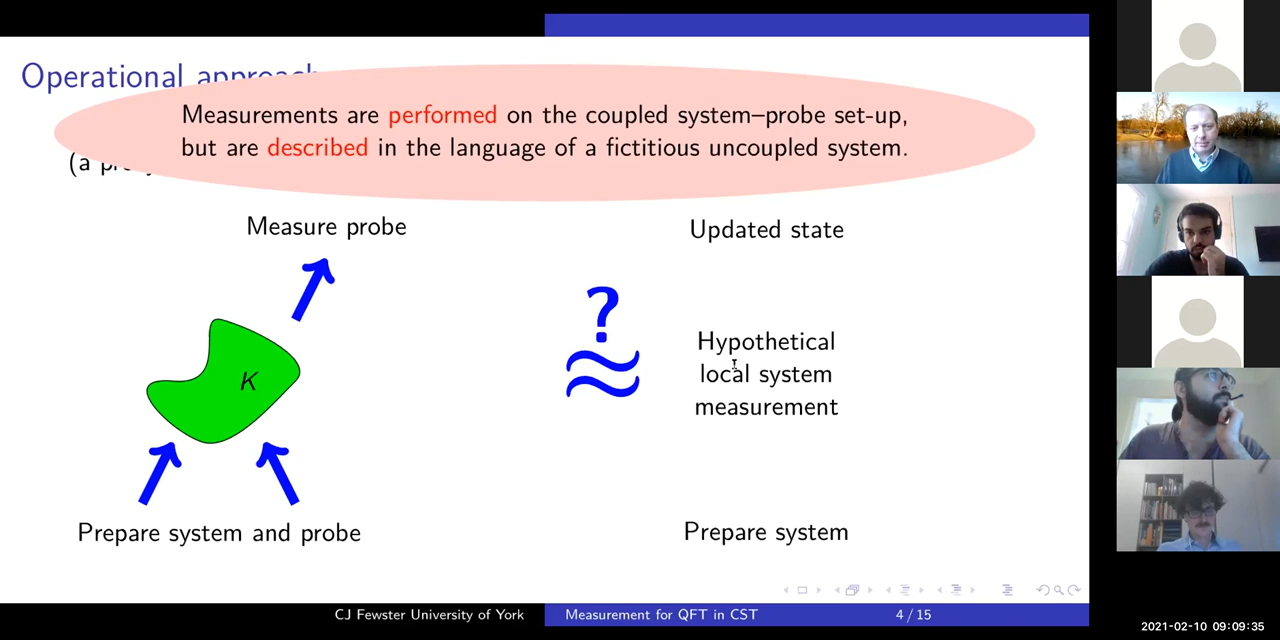 Operational approach
Measurements are performed on the coupled system–probe set-up,
but are described in the language of a fictitious uncoupled system.
(a
Measure probe
Updated state
?
≈
Hypothetical
local system
measurement
K
Prepare system and probe
Prepare system
CJ Fewster University of York
Measurement for QFT in CST
4 / 15
2021-02-10 09:09:35